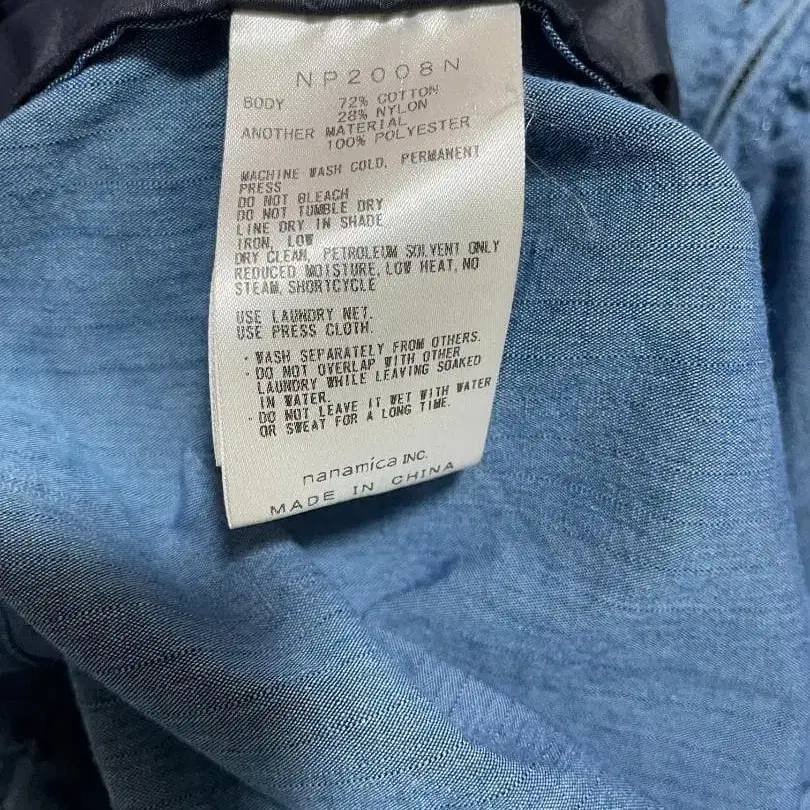 NP2008N
BODY 72% COTTON
28% NYLON
ANOTHER MATERIAL
100% POLYESTER
MACHINE WASH COLD, PERMANENT
PRESS
DO NOT BLEACH
DO NOT TUMBLE DRY
LINE DRY IN SHADE
IRON, LOW
DRY CLEAN, PETROLEUM SOLVENT ONLY
REDUCED MOISTURE, LOW HEAT, NO
STEAM, SHORTCYCLE
USE LAUNDRY NET.
USE PRESS CLOTH.
・WASH SEPARATELY FROM OTHERS.
・DO NOT OVERLAP WITH OTHER
LAUNDRY WHILE LEAVING SOAKED
IN WATER.
・DO NOT LEAVE IT WET WITH WATER
OR SWEAT FOR A LONG TIME.
nanamica INC.
MADE IN CHINA